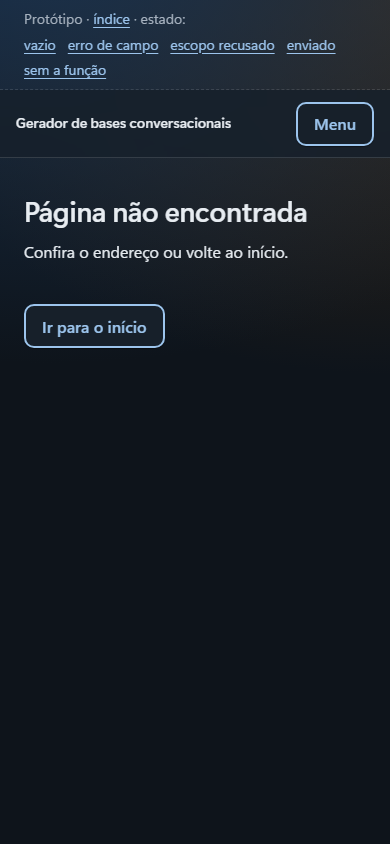 Protótipo · índice · estado:
vazio erro de campo escopo recusado enviado
sem a função
Gerador de bases conversacionais
Menu
Página não encontrada
Confira o endereço ou volte ao início.
Ir para o início